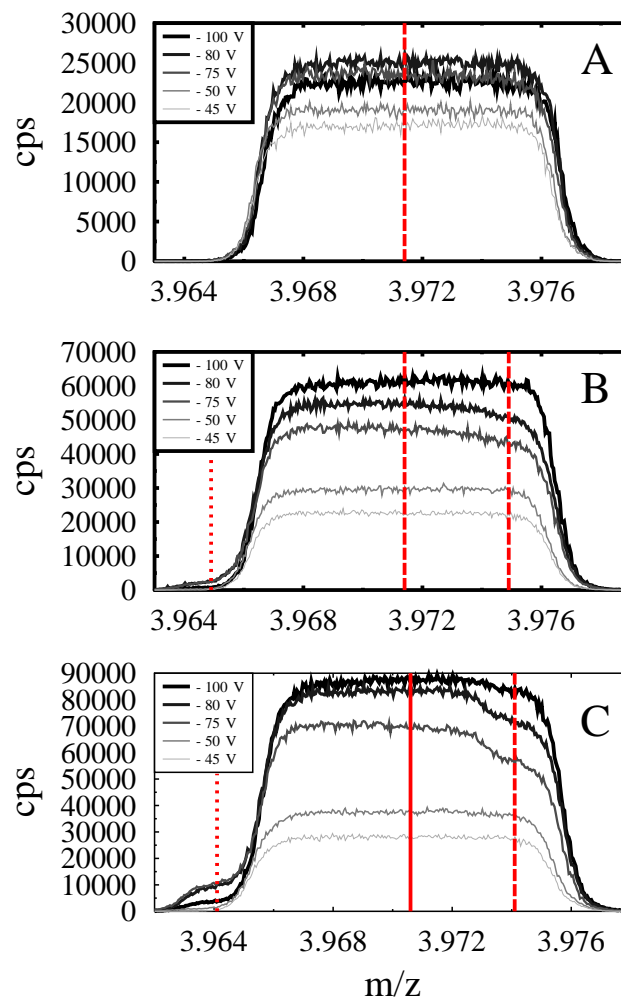 30000
25000
20000
15000
10000
5000
0
cps
- 100 V
- 80 V
- 75 V
- 50 V
- 45 V
A
3.964 3.968 3.972 3.976
70000
60000
50000
40000
30000
20000
10000
0
cps
- 100 V
- 80 V
- 75 V
- 50 V
- 45 V
B
3.964 3.968 3.972 3.976
90000
80000
70000
60000
50000
40000
30000
20000
10000
0
cps
- 100 V
- 80 V
- 75 V
- 50 V
- 45 V
C
3.964 3.968 3.972 3.976
m/z